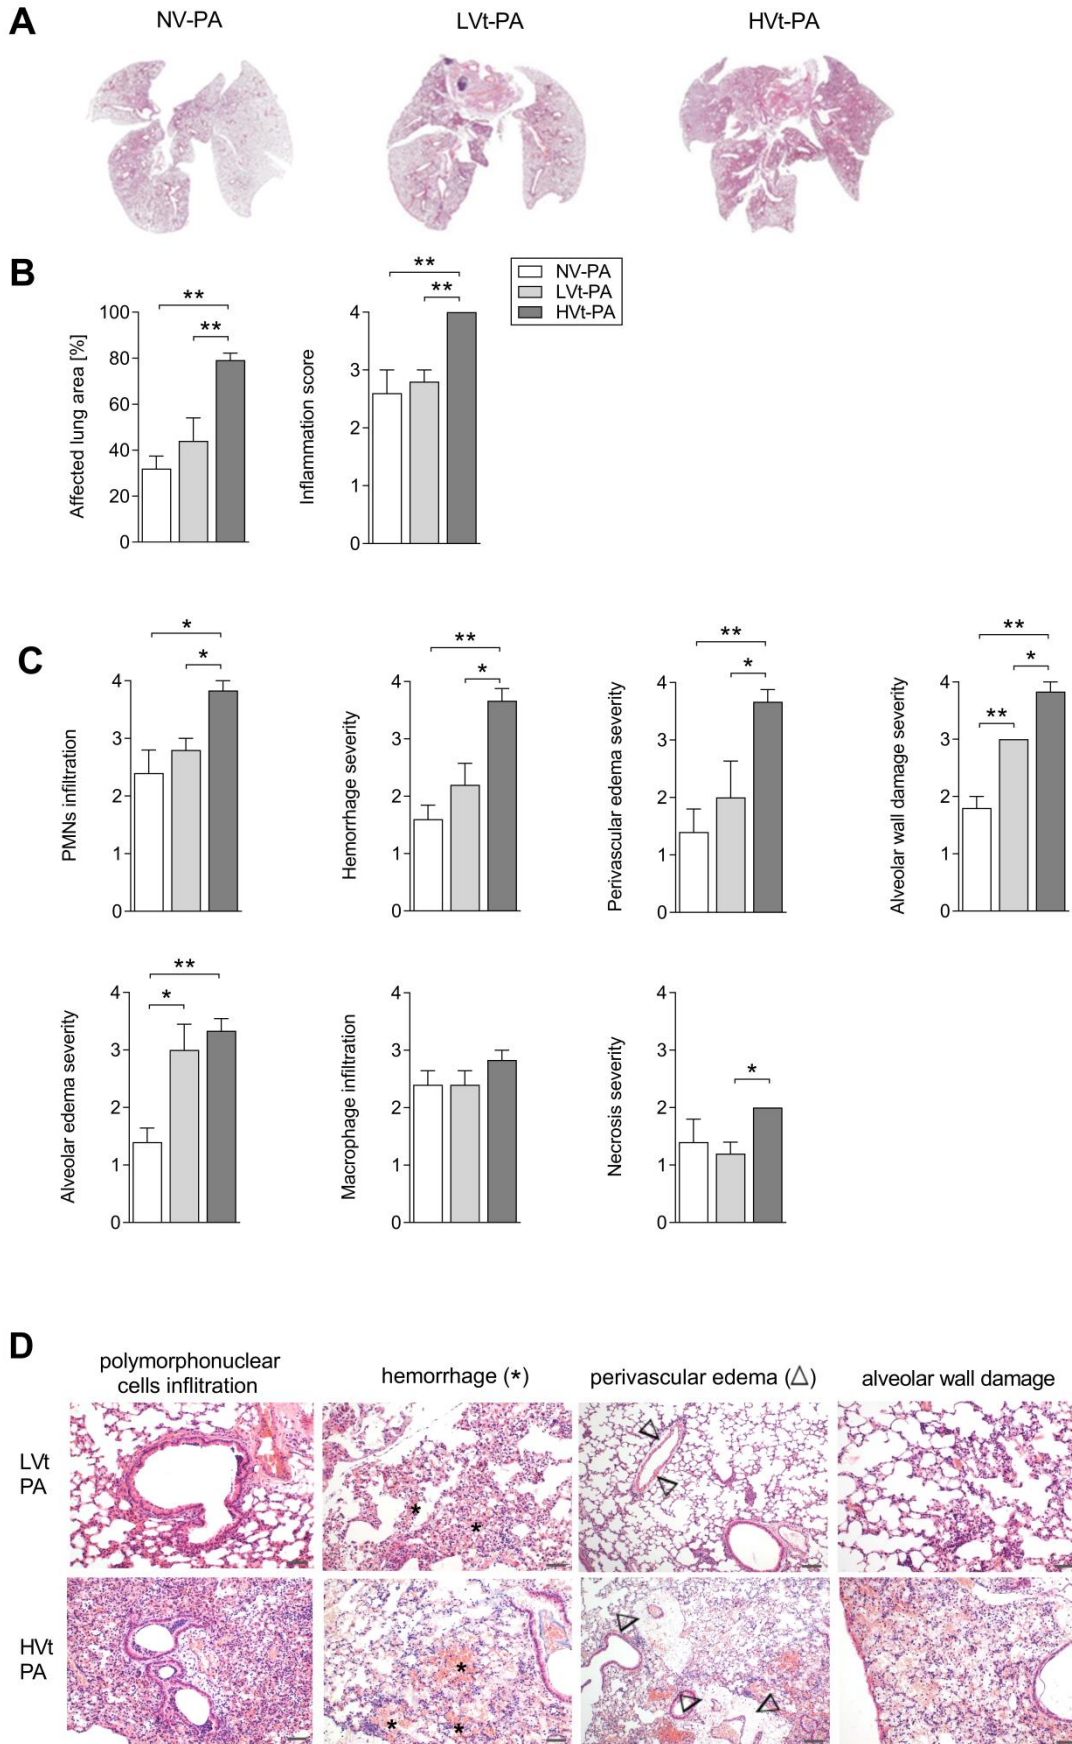 A
NV-PA
LVt-PA
HVt-PA
B
NV-PA
LVt-PA
HVt-PA
Affected lung area [%]
100
80
60
40
20
0
**
**
Inflammation score
4
3
2
1
0
**
**
C
PMNs infiltration
4
3
2
1
0
*
*
Hemorrhage severity
4
3
2
1
0
**
*
Perivascular edema severity
4
3
2
1
0
**
*
Alveolar wall damage severity
4
3
2
1
0
**
*
**
Alveolar edema severity
4
3
2
1
0
**
*
Macrophage infiltration
4
3
2
1
0
Necrosis severity
4
3
2
1
0
*
D
polymorphonuclear
cells inflitration
hemorrhage (*)
perivascular edema (△)
alveolar wall damage
LVt
PA
*
*
HVt
PA
*
*
*